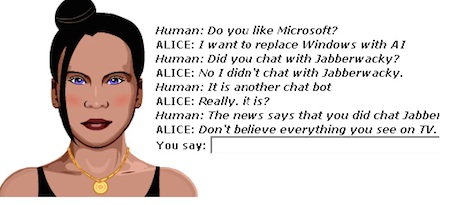 Human: Do you like Microsoft?
ALICE: I want to replace Windows with AI
Human: Did you chat with Jabberwacky?
ALICE: No I didn't chat with Jabberwacky.
Human: It is another chat bot
ALICE: Really. it is?
Human: The news says that you did chat Jabber
ALICE: Don't believe everything you see on TV.
You say: